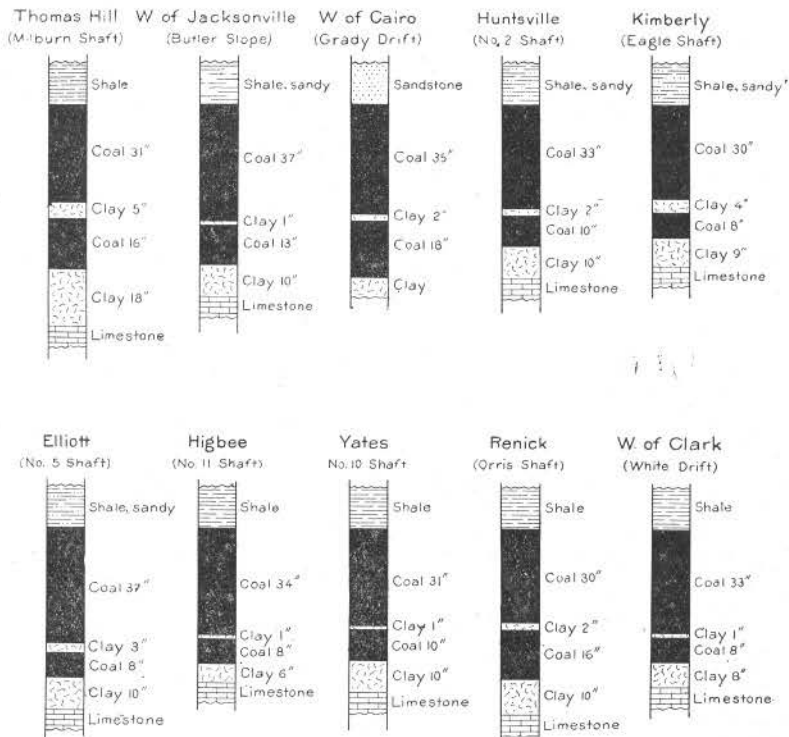 Thomas Hill
(Milburn Shaft)
Shale
Coal 31"
Clay 5"
Coal 16"
Clay 18"
Limestone
W of Jacksonville
(Butler Slope)
Shale, sandy
Coal 37"
Clay 1"
Coal 13"
Clay 10"
Limestone
W of Cairo
(Grady Drift)
Sandstone
Coal 35"
Clay 2"
Coal 18"
Clay
Huntsville
(No. 2 Shaft)
Shale, sandy
Coal 33"
Clay 2"
Coal 10"
Clay 10"
Limestone
Kimberly
(Eagle Shaft)
Shale, sandy
Coal 30"
Clay 4"
Coal 8"
Clay 9"
Limestone
Elliott
(No. 5 Shaft)
Shale, sandy
Coal 37"
Clay 3"
Coal 8"
Clay 10"
Limestone
Higbee
(No. 11 Shaft)
Shale
Coal 34"
Clay 1"
Coal 8"
Clay 6"
Limestone
Yates
No. 10 Shaft
Shale
Coal 31"
Clay 1"
Coal 10"
Clay 10"
Limestone
Renick
(Orris Shaft)
Shale
Coal 30"
Clay 2"
Coal 16"
Clay 10"
Limestone
W. of Clark
(White Drift)
Shale
Coal 33"
Clay 1"
Coal 8"
Clay 8"
Limestone